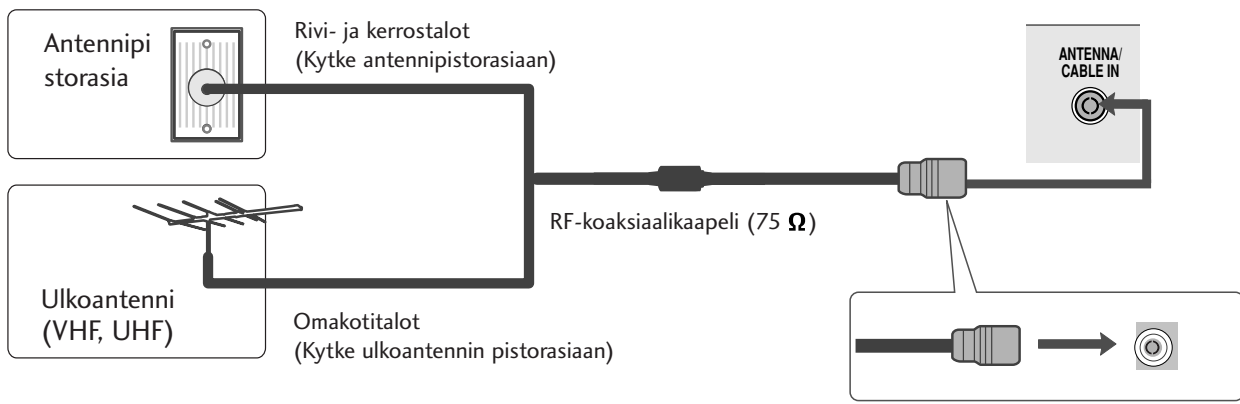 Antennipi
storasia
Rivi- ja kerrostalot
(Kytke antennipistorasiaan)
ANTENNA/
CABLE IN
RF-koaksiaalikaapeli (75 Ω)
Ulkoantenni
(VHF, UHF)
Omakotitalot
(Kytke ulkoantennin pistorasiaan)